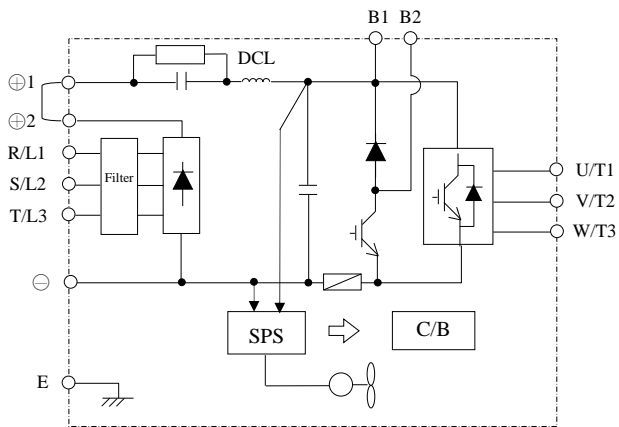 B1 B2
DCL
⊕1
⊕2
R/L1
Filter
S/L2
T/L3
U/T1
V/T2
W/T3
⊖
SPS
C/B
E